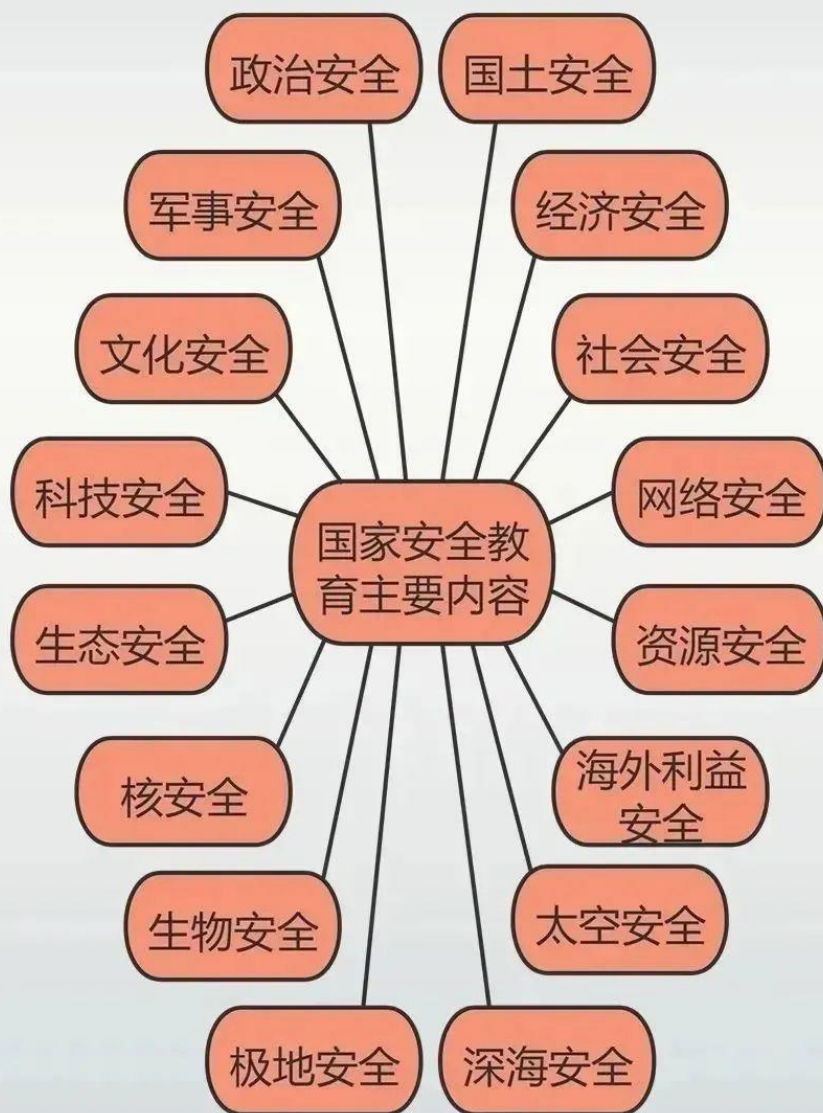 政治安全
国土安全
军事安全
经济安全
文化安全
社会安全
科技安全
网络安全
国家安全教
育主要内容
生态安全
资源安全
核安全
海外利益
安全
生物安全
太空安全
极地安全
深海安全